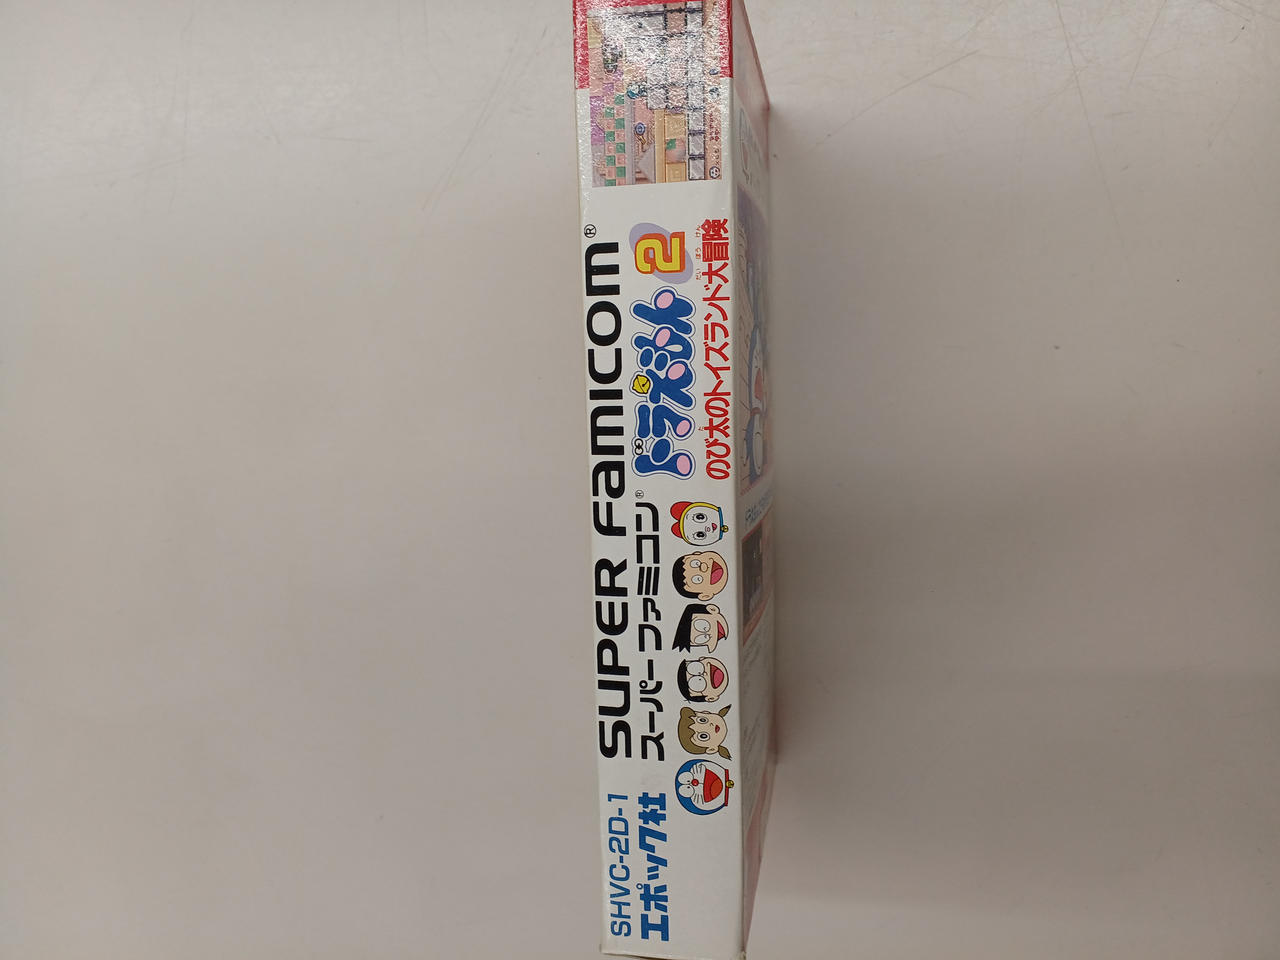 SHVC-2D-1
エポック社
SUPER Famicom®
スーパーファミコン®
ドラえもん2
のび太のトイズランド大冒険